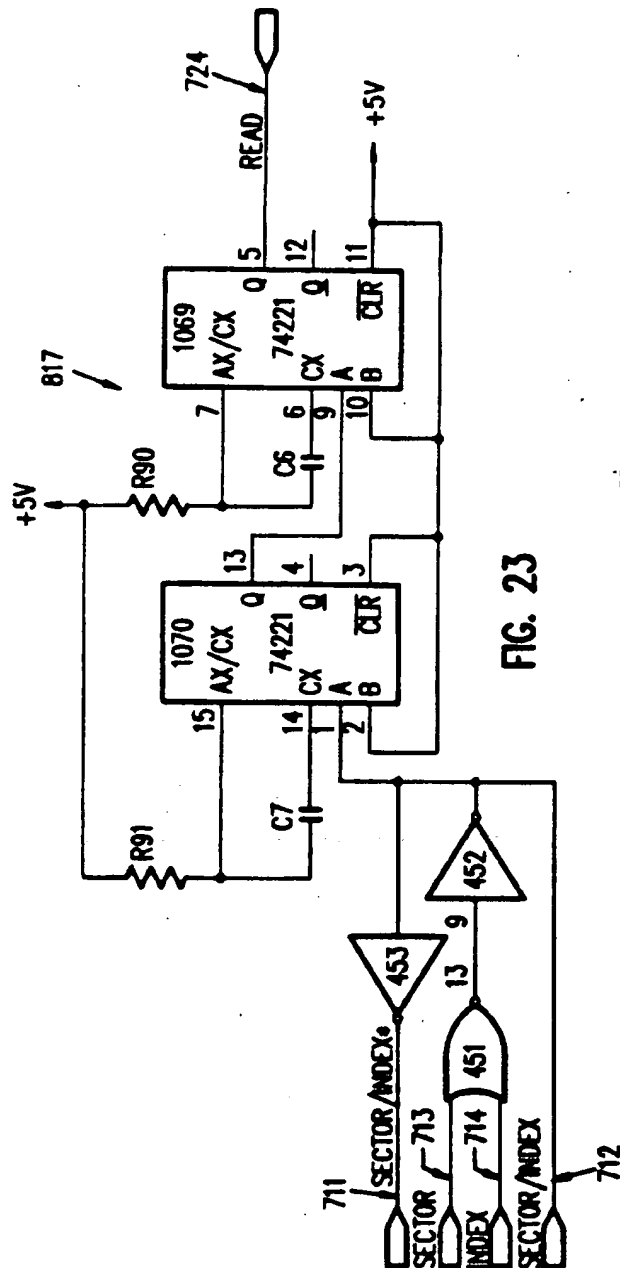 817
+5V
R90
R91
1069
AX/CX
74221
CX
A
B
Q
Q
CLR
7
6
9
10
5
12
11
READ
724
+5V
C6
1070
AX/CX
74221
CX
A
B
Q
Q
CLR
15
14
1
2
13
4
3
C7
453
452
9
13
451
711
SECTOR/INDEX*
SECTOR
713
INDEX
714
SECTOR/INDEX
712
FIG. 23